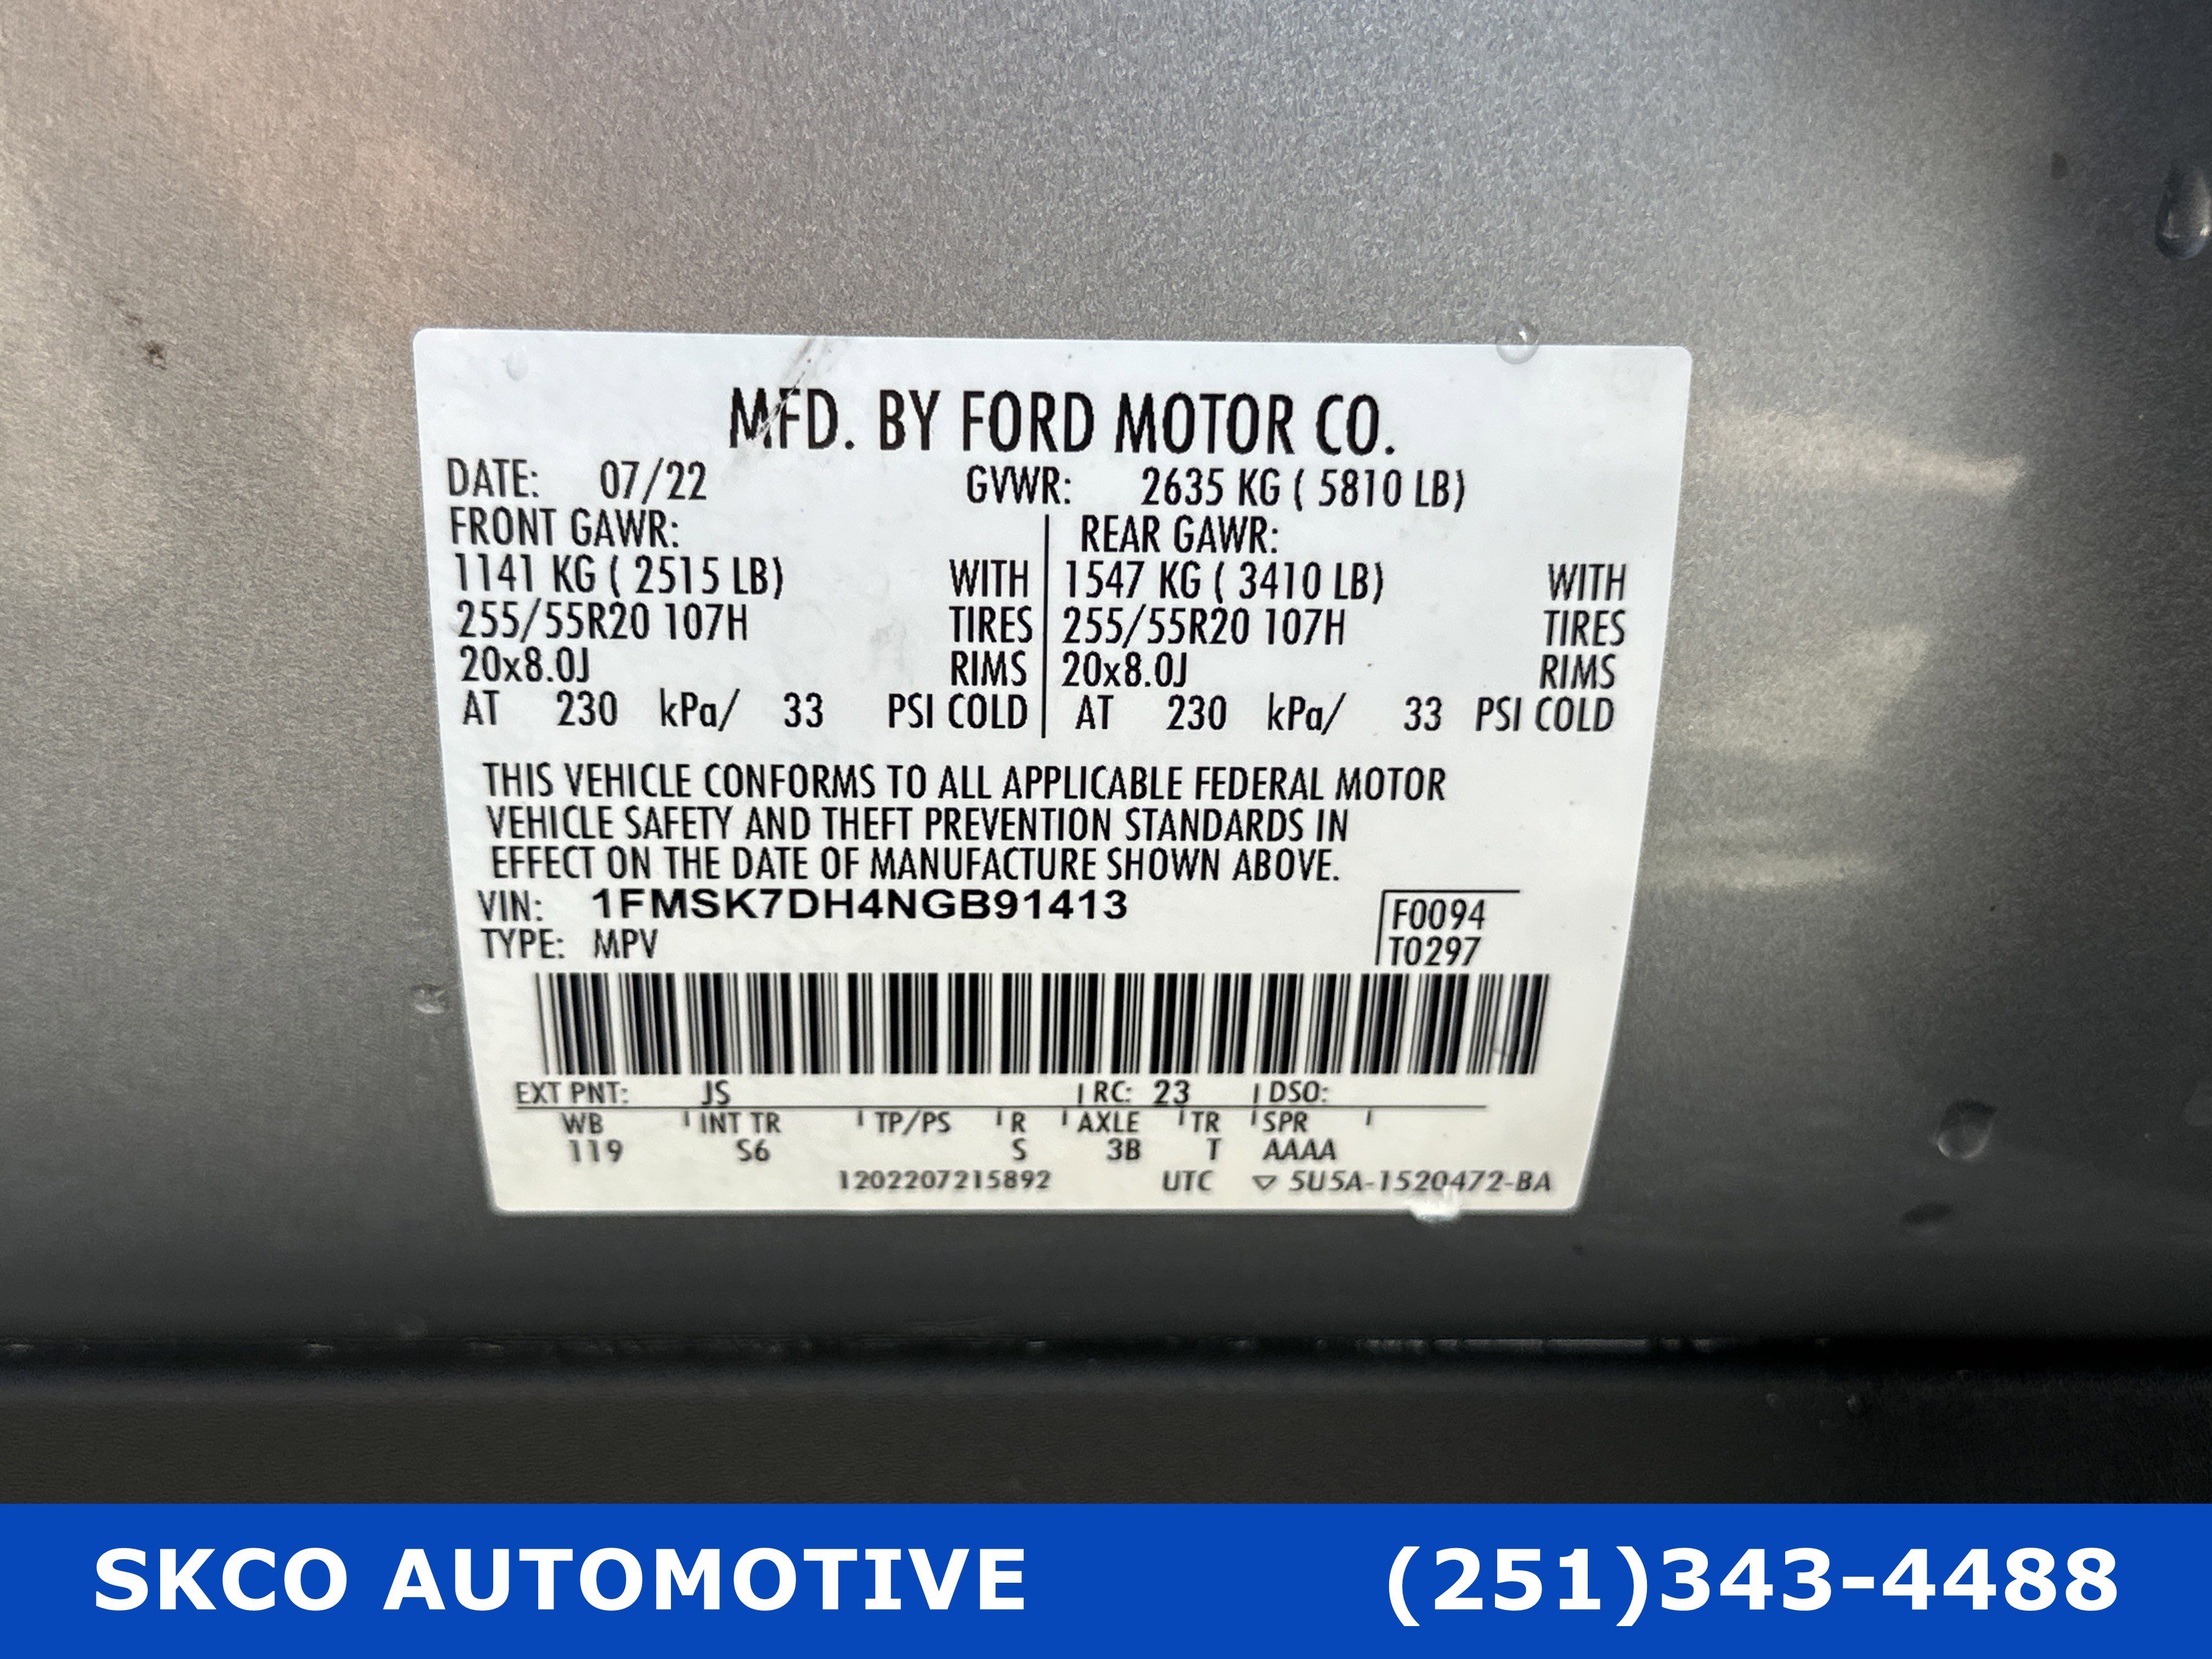 MFD. BY FORD MOTOR CO.
DATE: 07/22 GVWR: 2635 KG ( 5810 LB)
FRONT GAWR: REAR GAWR:
1141 KG ( 2515 LB) WITH 1547 KG ( 3410 LB) WITH
255/55R20 107H TIRES 255/55R20 107H TIRES
20x8.0J RIMS 20x8.0J RIMS
AT 230 kPa/ 33 PSI COLD AT 230 kPa/ 33 PSI COLD
THIS VEHICLE CONFORMS TO ALL APPLICABLE FEDERAL MOTOR
VEHICLE SAFETY AND THEFT PREVENTION STANDARDS IN
EFFECT ON THE DATE OF MANUFACTURE SHOWN ABOVE.
VIN: 1FMSK7DH4NGB91413 F0094
TYPE: MPV T0297
EXT PNT: JS RC: 23 DSO:
WB INT TR TP/PS R AXLE TR SPR
119 S6 S 3B T AAAA
1202207215892 UTC ▽ 5U5A-1520472-BA
SKCO AUTOMOTIVE (251)343-4488